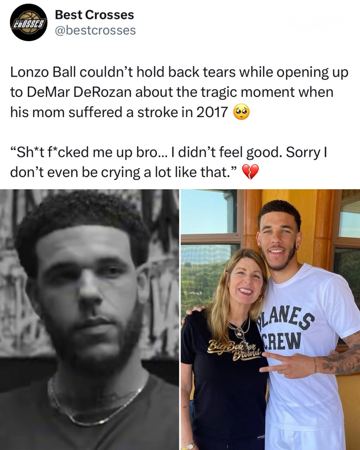 Best Crosses
@bestcrosses
Lonzo Ball couldn’t hold back tears while opening up
to DeMar DeRozan about the tragic moment when
his mom suffered a stroke in 2017 🥺
“Sh*t f*cked me up bro... I didn’t feel good. Sorry I
don’t even be crying a lot like that.” 💔
PLANES
CREW